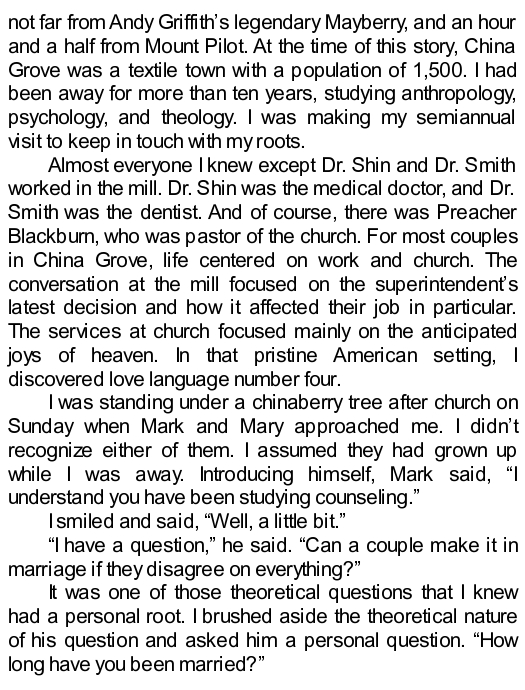 not far from Andy Griffith’s legendary Mayberry, and an hour
and a half from Mount Pilot. At the time of this story, China
Grove was a textile town with a population of 1,500. I had
been away for more than ten years, studying anthropology,
psychology, and theology. I was making my semiannual
visit to keep in touch with my roots.
Almost everyone I knew except Dr. Shin and Dr. Smith
worked in the mill. Dr. Shin was the medical doctor, and Dr.
Smith was the dentist. And of course, there was Preacher
Blackburn, who was pastor of the church. For most couples
in China Grove, life centered on work and church. The
conversation at the mill focused on the superintendent’s
latest decision and how it affected their job in particular.
The services at church focused mainly on the anticipated
joys of heaven. In that pristine American setting, I
discovered love language number four.
I was standing under a chinaberry tree after church on
Sunday when Mark and Mary approached me. I didn’t
recognize either of them. I assumed they had grown up
while I was away. Introducing himself, Mark said, “I
understand you have been studying counseling.”
I smiled and said, “Well, a little bit.”
“I have a question,” he said. “Can a couple make it in
marriage if they disagree on everything?”
It was one of those theoretical questions that I knew
had a personal root. I brushed aside the theoretical nature
of his question and asked him a personal question. “How
long have you been married?”